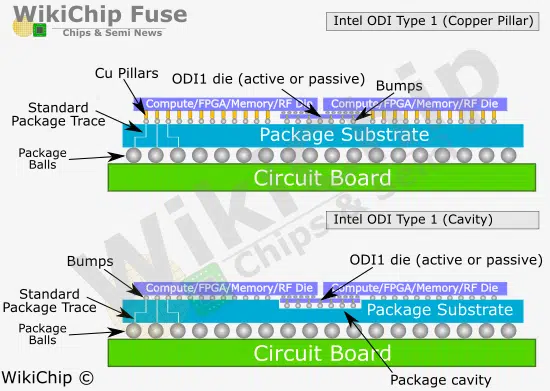 WikiChip Fuse
Chips & Semi News
Intel ODI Type 1 (Copper Pillar)
Cu Pillars
ODI1 die (active or passive)
Bumps
Compute/FPGA/Memory/RF Die
Compute/FPGA/Memory/RF Die
Standard
Package Trace
Package Substrate
Package
Balls
Circuit Board
Intel ODI Type 1 (Cavity)
Bumps
ODI1 die (active or passive)
Compute/FPGA/Memory/RF Die
Compute/FPGA/Memory/RF Die
Standard
Package Trace
Package Substrate
Package
Balls
Circuit Board
Package cavity
WikiChip ©
WikiChip
Chips & Semi